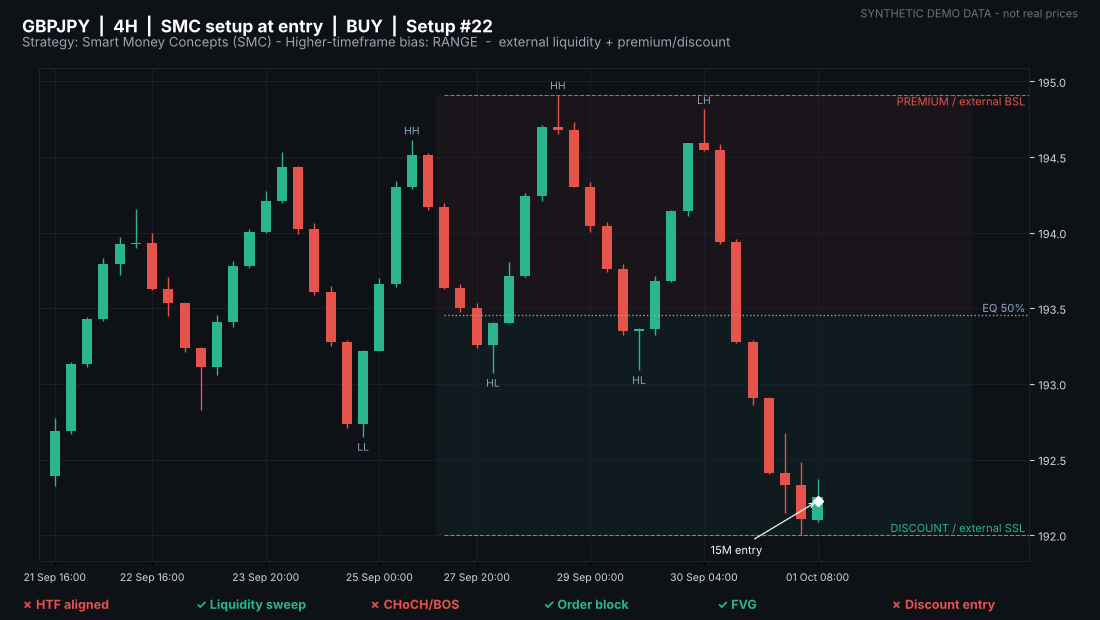 SYNTHETIC DEMO DATA - not real prices
GBPJPY | 4H | SMC setup at entry | BUY | Setup #22
Strategy: Smart Money Concepts (SMC) - Higher-timeframe bias: RANGE - external liquidity + premium/discount
HH
195.0
LH
PREMIUM / external BSL
HH
194.5
194.0
EQ 50%
193.5
HL
HL
193.0
LL
192.5
DISCOUNT / external SSL
192.0
15M entry
21 Sep 16:00 22 Sep 16:00 23 Sep 20:00 25 Sep 00:00 27 Sep 20:00 29 Sep 00:00 30 Sep 04:00 01 Oct 08:00
× HTF aligned ✓ Liquidity sweep × CHoCH/BOS ✓ Order block ✓ FVG × Discount entry